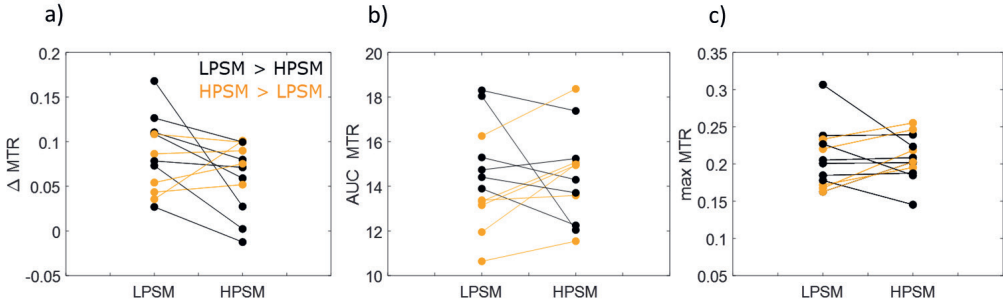 a)
Δ MTR
0.2
0.15
0.1
0.05
0
-0.05
LPSM > HPSM
HPSM > LPSM
LPSM HPSM
b)
AUC MTR
20
18
16
14
12
10
LPSM HPSM
c)
max MTR
0.35
0.3
0.25
0.2
0.15
0.1
0.05
LPSM HPSM